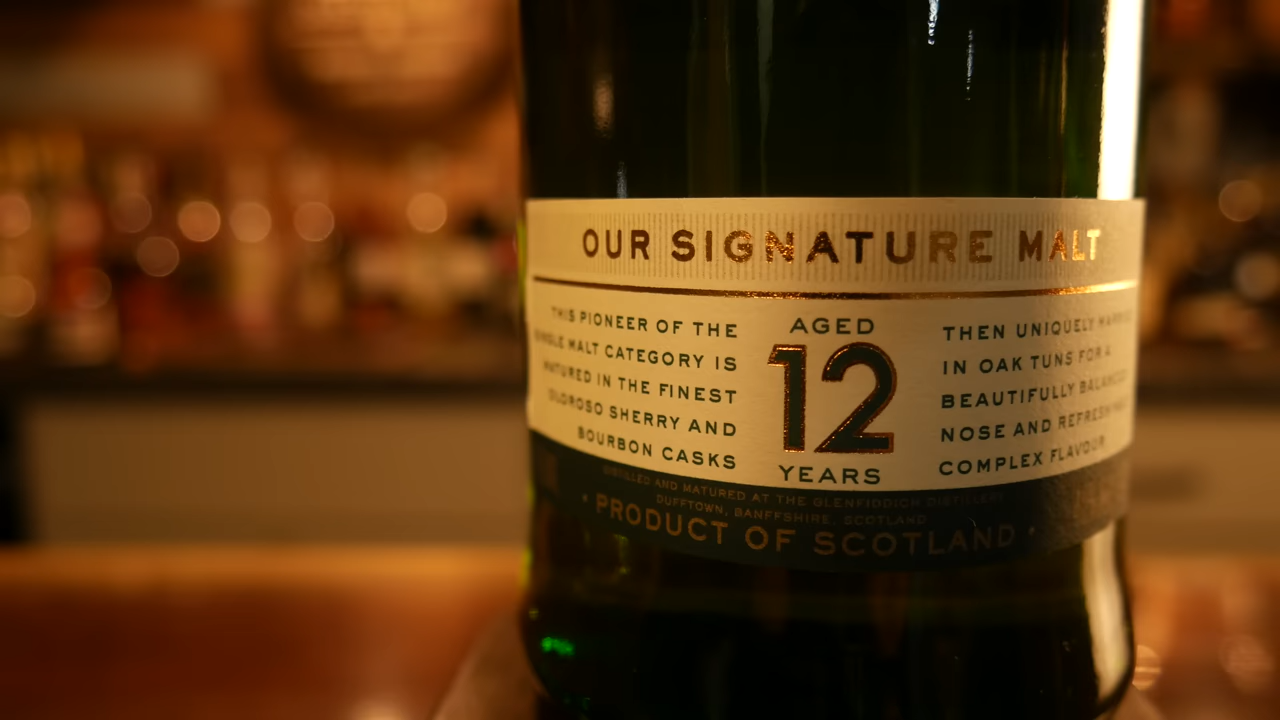 OUR SIGNATURE MALT
THIS PIONEER OF THE
SINGLE MALT CATEGORY IS
MATURED IN THE FINEST
OLOROSO SHERRY AND
BOURBON CASKS
AGED
12
YEARS
THEN UNIQUELY MARRIED
IN OAK TUNS FOR A
BEAUTIFULLY BALANCED
NOSE AND REFRESHINGLY
COMPLEX FLAVOUR
DISTILLED AND MATURED AT THE GLENFIDDICH DISTILLERY
DUFFTOWN, BANFFSHIRE, SCOTLAND
• PRODUCT OF SCOTLAND •